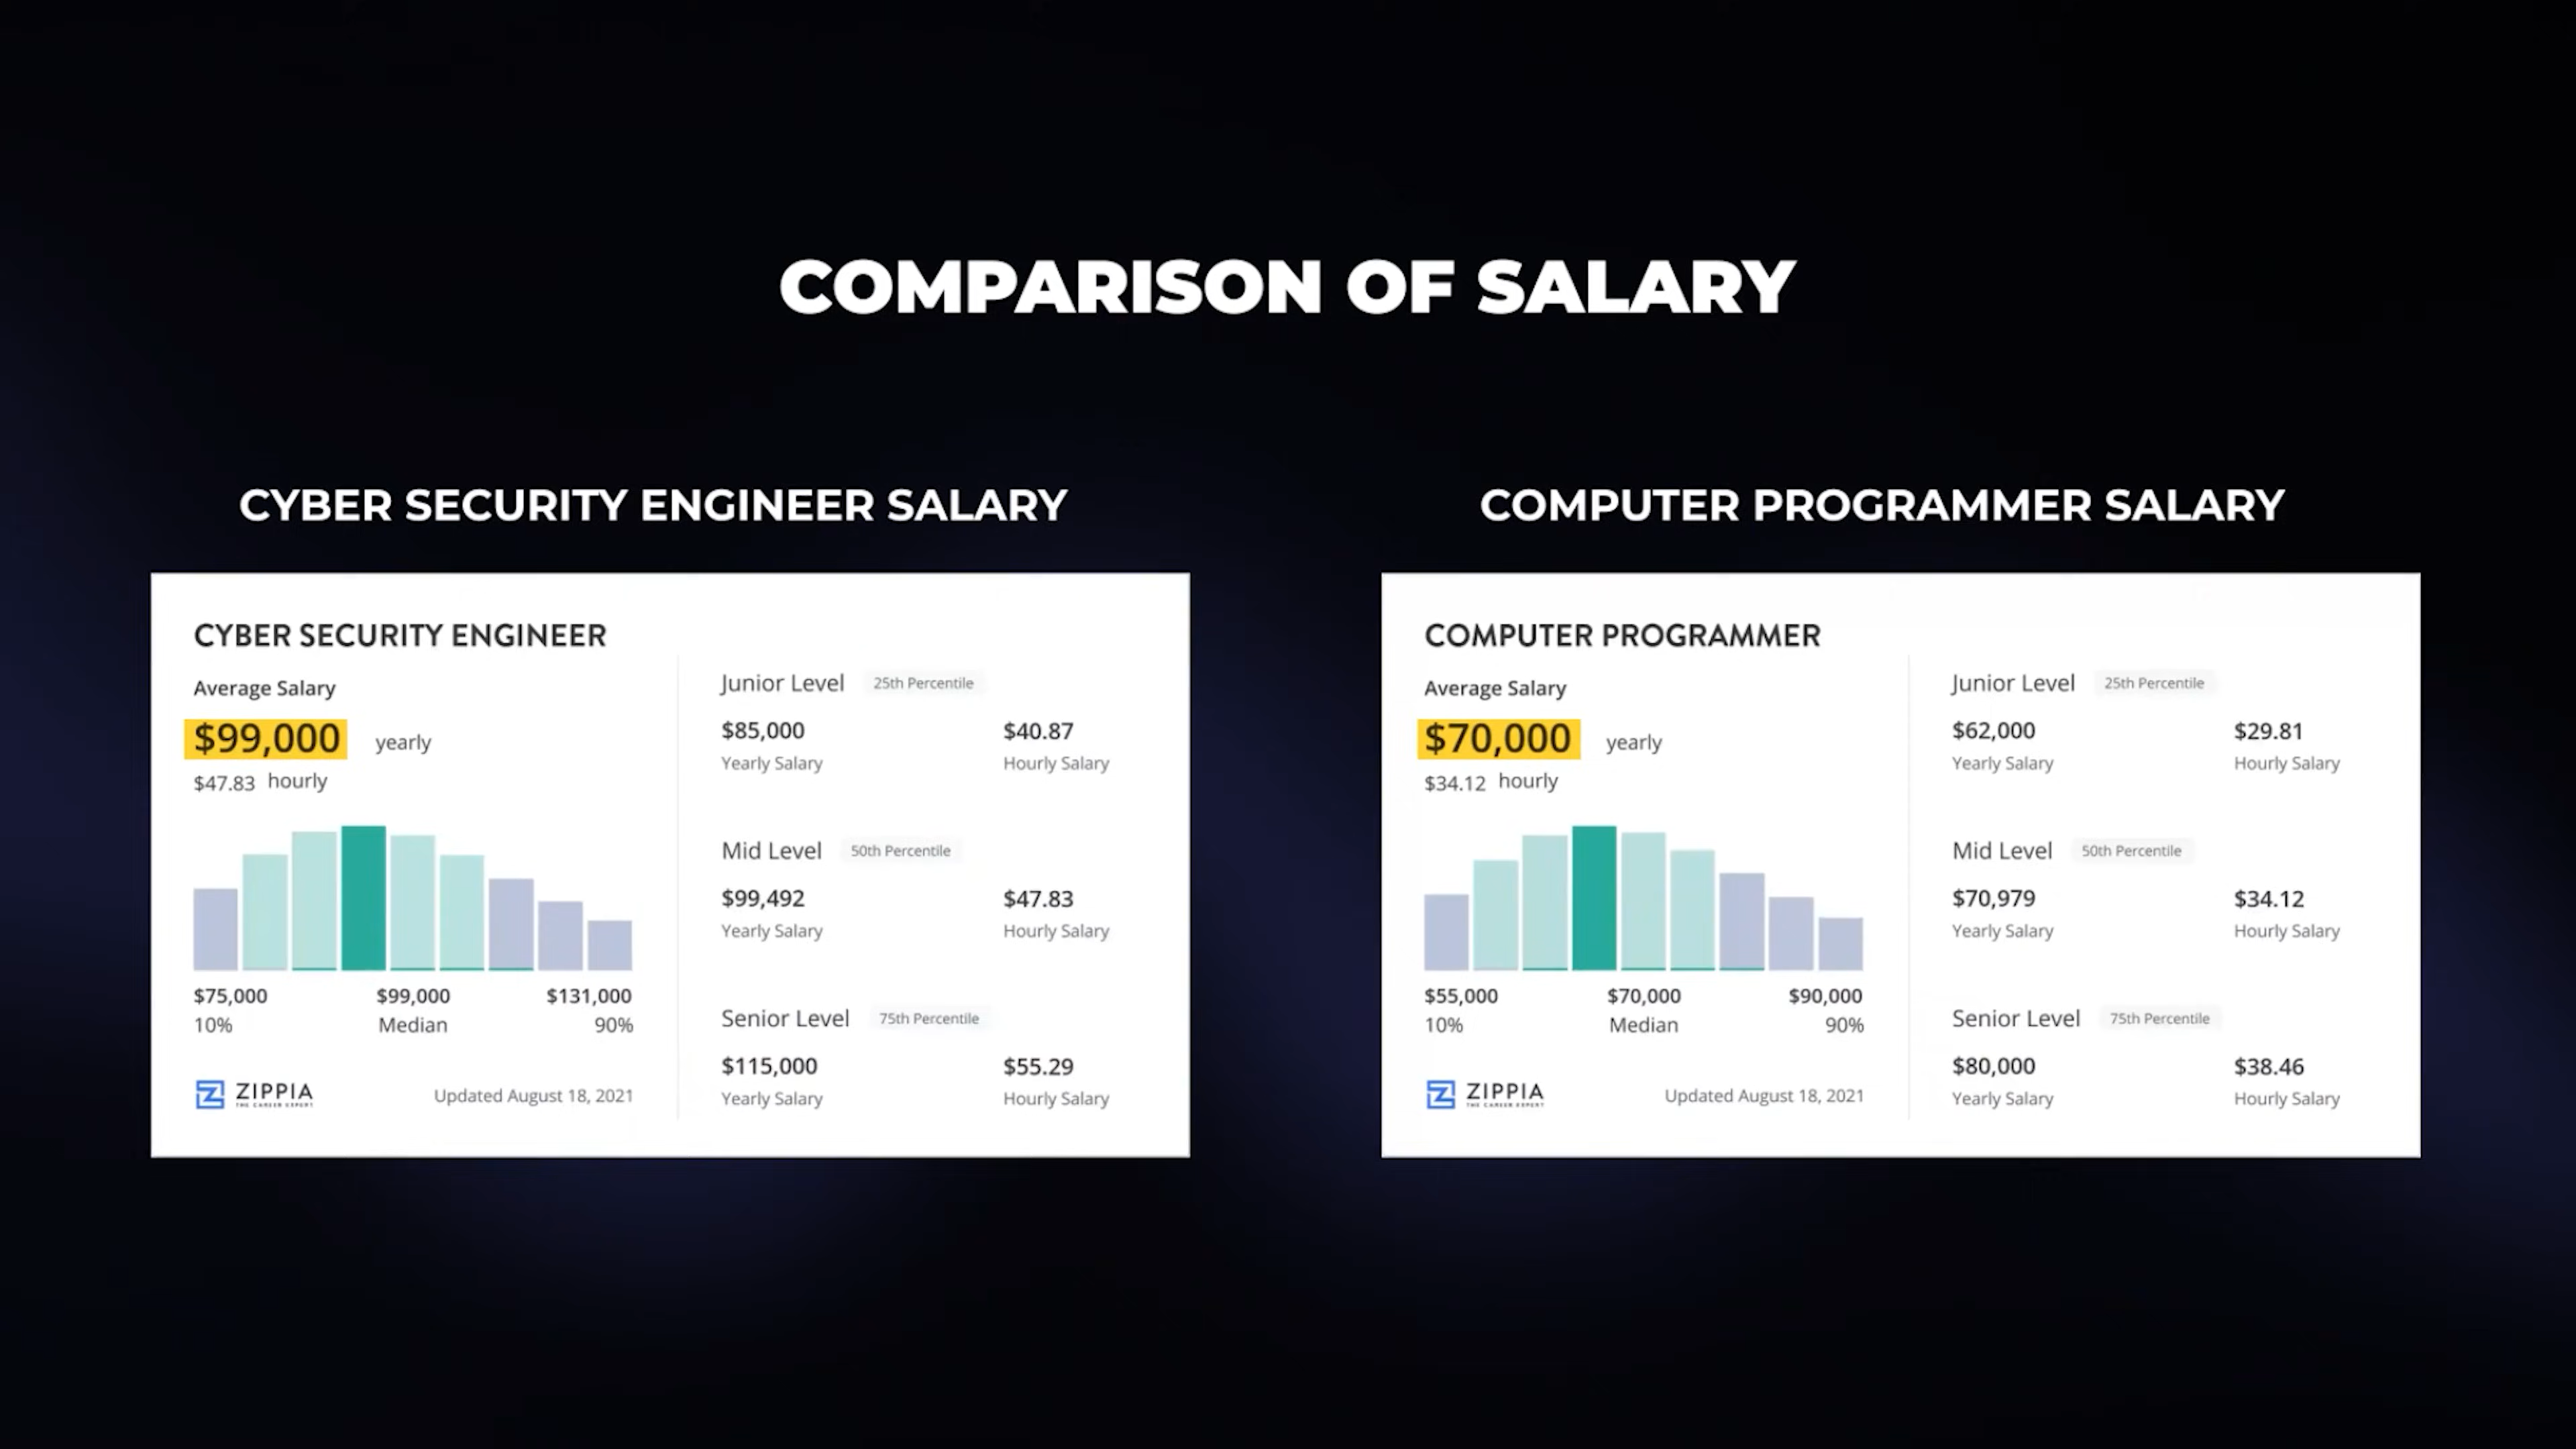 COMPARISON OF SALARY
CYBER SECURITY ENGINEER SALARY
CYBER SECURITY ENGINEER
Average Salary
$99,000 yearly
$47.83 hourly
$75,000 $99,000 $131,000
10% Median 90%
ZIPPIA
THE CAREER EXPERT
Updated August 18, 2021
Junior Level 25th Percentile
$85,000 $40.87
Yearly Salary Hourly Salary
Mid Level 50th Percentile
$99,492 $47.83
Yearly Salary Hourly Salary
Senior Level 75th Percentile
$115,000 $55.29
Yearly Salary Hourly Salary
COMPUTER PROGRAMMER SALARY
COMPUTER PROGRAMMER
Average Salary
$70,000 yearly
$34.12 hourly
$55,000 $70,000 $90,000
10% Median 90%
ZIPPIA
THE CAREER EXPERT
Updated August 18, 2021
Junior Level 25th Percentile
$62,000 $29.81
Yearly Salary Hourly Salary
Mid Level 50th Percentile
$70,979 $34.12
Yearly Salary Hourly Salary
Senior Level 75th Percentile
$80,000 $38.46
Yearly Salary Hourly Salary